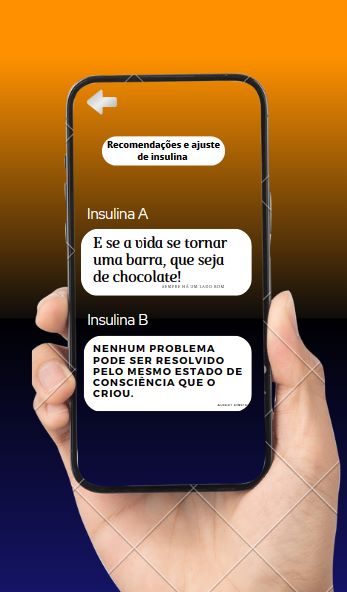 Recomendações e ajuste
de insulina
Insulina A
E se a vida se tornar
uma barra, que seja
de chocolate!
SEMPRE HÁ UM LADO BOM
Insulina B
NENHUM PROBLEMA
PODE SER RESOLVIDO
PELO MESMO ESTADO DE
CONSCIÊNCIA QUE O
CRIOU.
ALBERT EINSTEIN